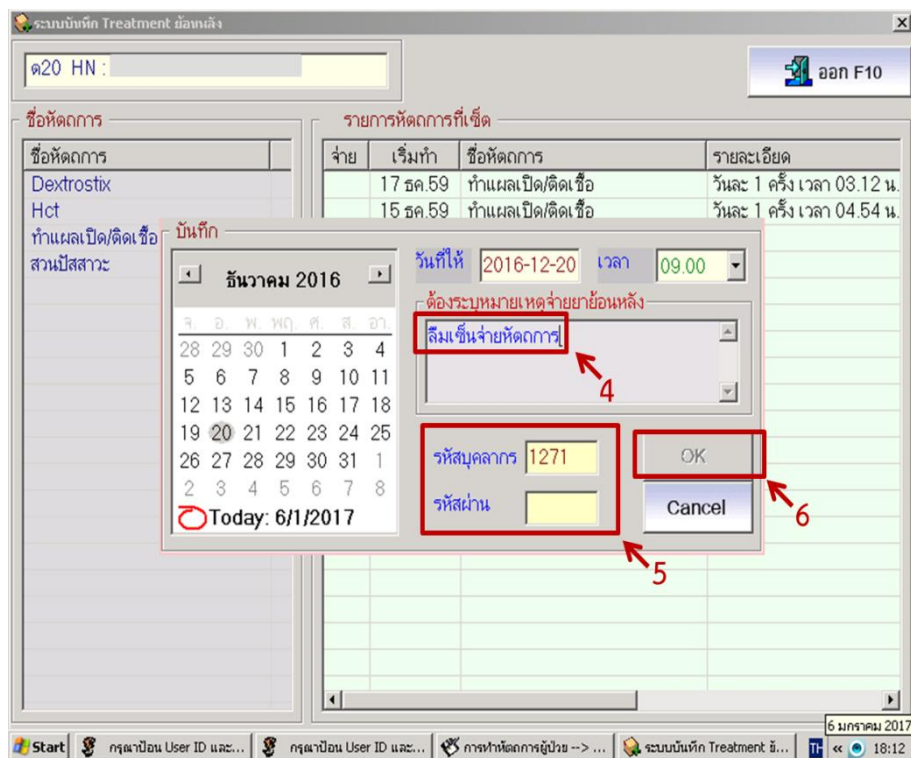 ระบบบันทึก Treatment ย้อนหลัง
ด20 HN :
ออก F10
ชื่อหัตถการ
รายการหัตถการที่เซ็ต
ชื่อหัตถการ
จ่าย เริ่มทำ ชื่อหัตถการ รายละเอียด
Dextrostix
17 ธค.59 ทำแผลเปิด/ติดเชื้อ วันละ 1 ครั้ง เวลา 03.12 น.
Hct
15 ธค.59 ทำแผลเปิด/ติดเชื้อ วันละ 1 ครั้ง เวลา 04.54 น.
ทำแผลเปิด/ติดเชื้อ
สวนปัสสาวะ
บันทึก
ธันวาคม 2016
จ. อ. พ. พฤ. ศ. ส. อา.
28 29 30 1 2 3 4
5 6 7 8 9 10 11
12 13 14 15 16 17 18
19 20 21 22 23 24 25
26 27 28 29 30 31 1
2 3 4 5 6 7 8
Today: 6/1/2017
วันที่ให้ 2016-12-20 เวลา 09.00
ต้องระบุหมายเหตุจ่ายยาย้อนหลัง
ลืมเซ็นจ่ายหัตถการ
4
รหัสบุคลากร 1271
OK
รหัสผ่าน
Cancel
6
5
6 มกราคม 2017
Start กรุณาป้อน User ID และ... กรุณาป้อน User ID และ... การทำหัตถการผู้ป่วย --> ... ระบบบันทึก Treatment ย้... TH « 18:12